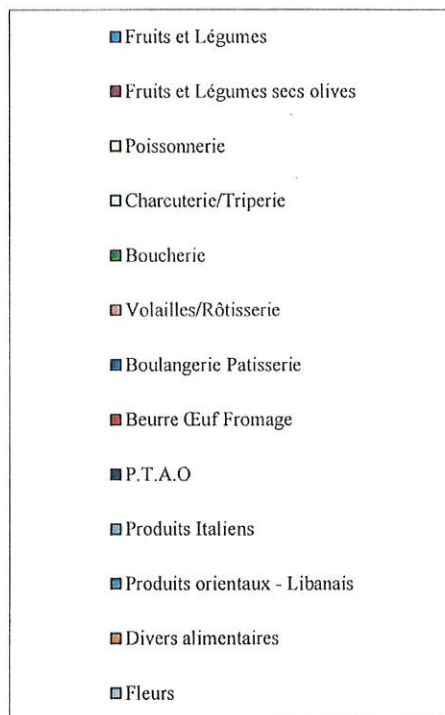 Fruits et Légumes
Fruits et Légumes secs olives
Poissonnerie
Charcuterie/Triperie
Boucherie
Volailles/Rôtisserie
Boulangerie Patisserie
Beurre Œuf Fromage
P.T.A.O
Produits Italiens
Produits orientaux - Libanais
Divers alimentaires
Fleurs